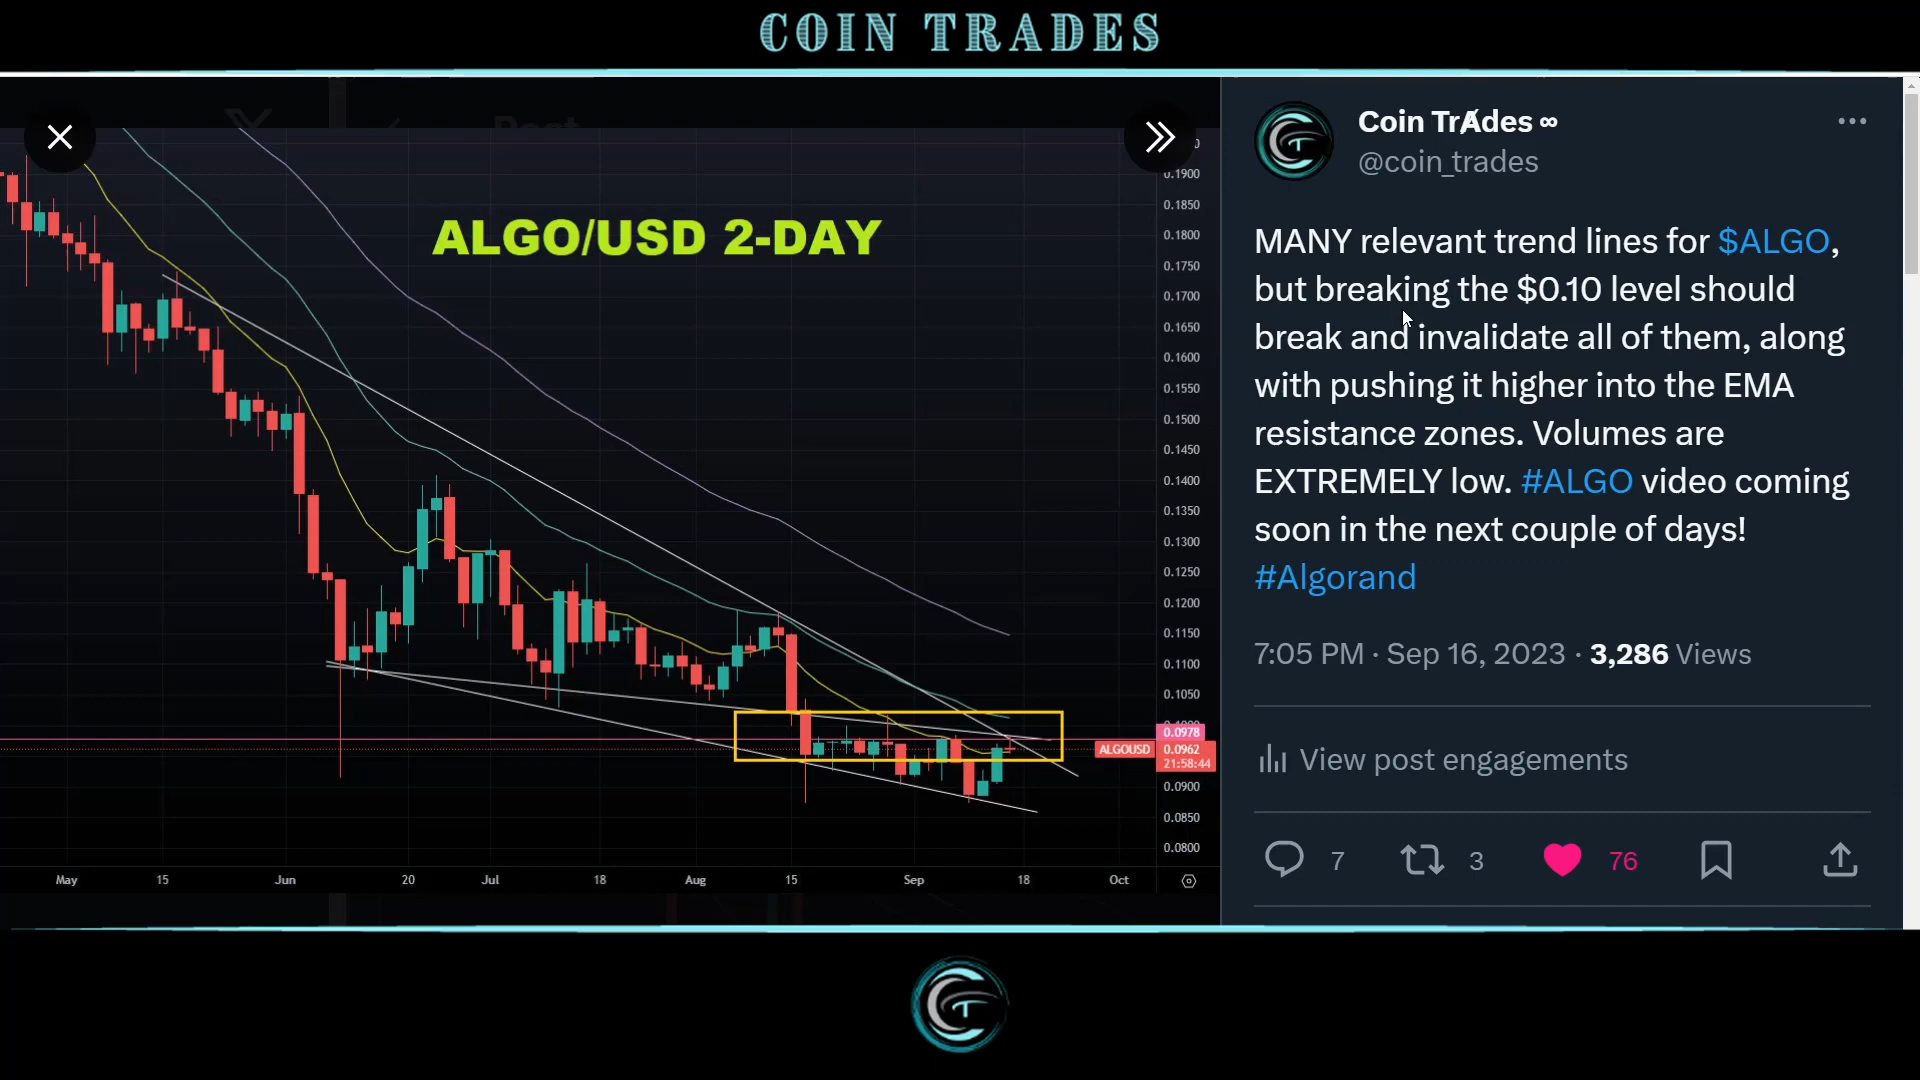 COIN TRADES
ALGO/USD 2-DAY
0.1900
0.1850
0.1800
0.1750
0.1700
0.1650
0.1600
0.1550
0.1500
0.1450
0.1400
0.1350
0.1300
0.1250
0.1200
0.1150
0.1100
0.1050
0.0978
ALGOUSD 0.0962
21:58:44
0.0900
0.0850
0.0800
May 15 Jun 20 Jul 18 Aug 15 Sep 18 Oct
Coin TrAdes ∞
@coin_trades
MANY relevant trend lines for $ALGO,
but breaking the $0.10 level should
break and invalidate all of them, along
with pushing it higher into the EMA
resistance zones. Volumes are
EXTREMELY low. #ALGO video coming
soon in the next couple of days!
#Algorand
7:05 PM · Sep 16, 2023 · 3,286 Views
View post engagements
7 3 76